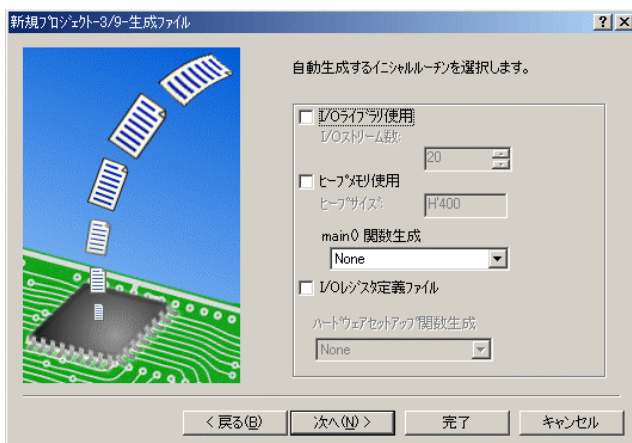 新規プロジェクト-3/9-生成ファイル
自動生成するイニシャルルーチンを選択します。
I/Oライブラリ使用
I/Oストリーム数:
20
ヒープメモリ使用
ヒープサイズ:
H'400
main() 関数生成
None
I/Oレジスタ定義ファイル
ハードウェアセットアップ関数生成
None
< 戻る(B)
次へ(N) >
完了
キャンセル